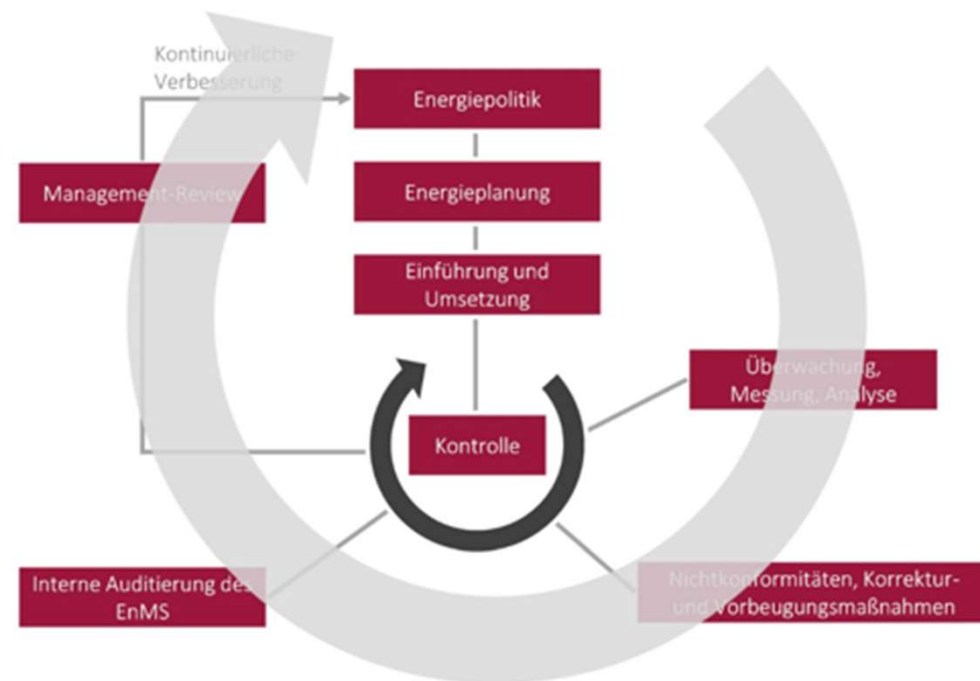 Kontinuierliche
Verbesserung
Energiepolitik
Management-Review
Energieplanung
Einführung und
Umsetzung
Überwachung,
Messung, Analyse
Kontrolle
Interne Auditierung des
EnMS
Nichtkonformitäten, Korrektur-
und Vorbeugungsmaßnahmen